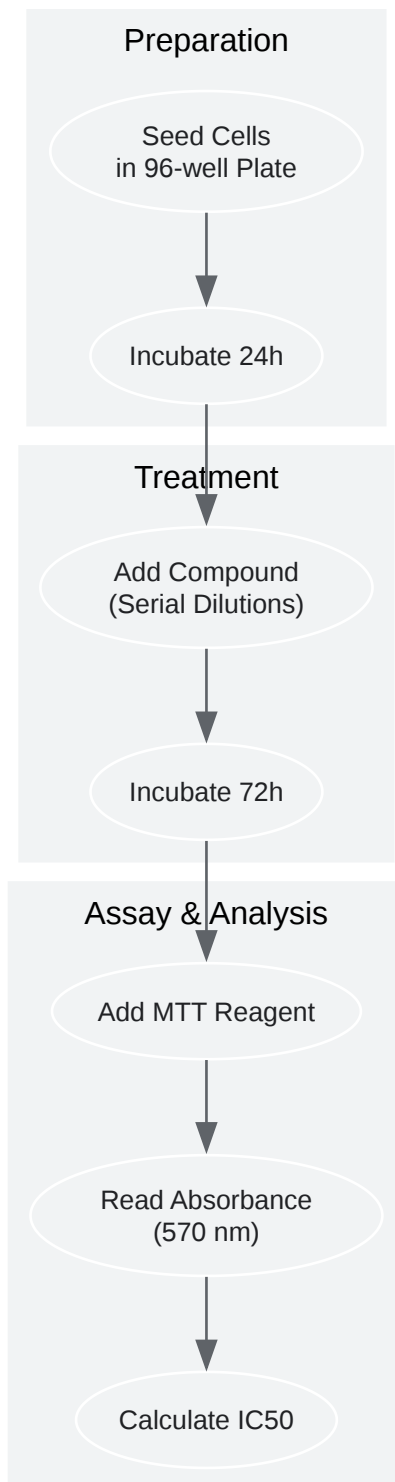 Preparation
Seed Cells
in 96-well Plate
Incubate 24h
Treatment
Add Compound
(Serial Dilutions)
Incubate 72h
Assay & Analysis
Add MTT Reagent
Read Absorbance
(570 nm)
Calculate IC50